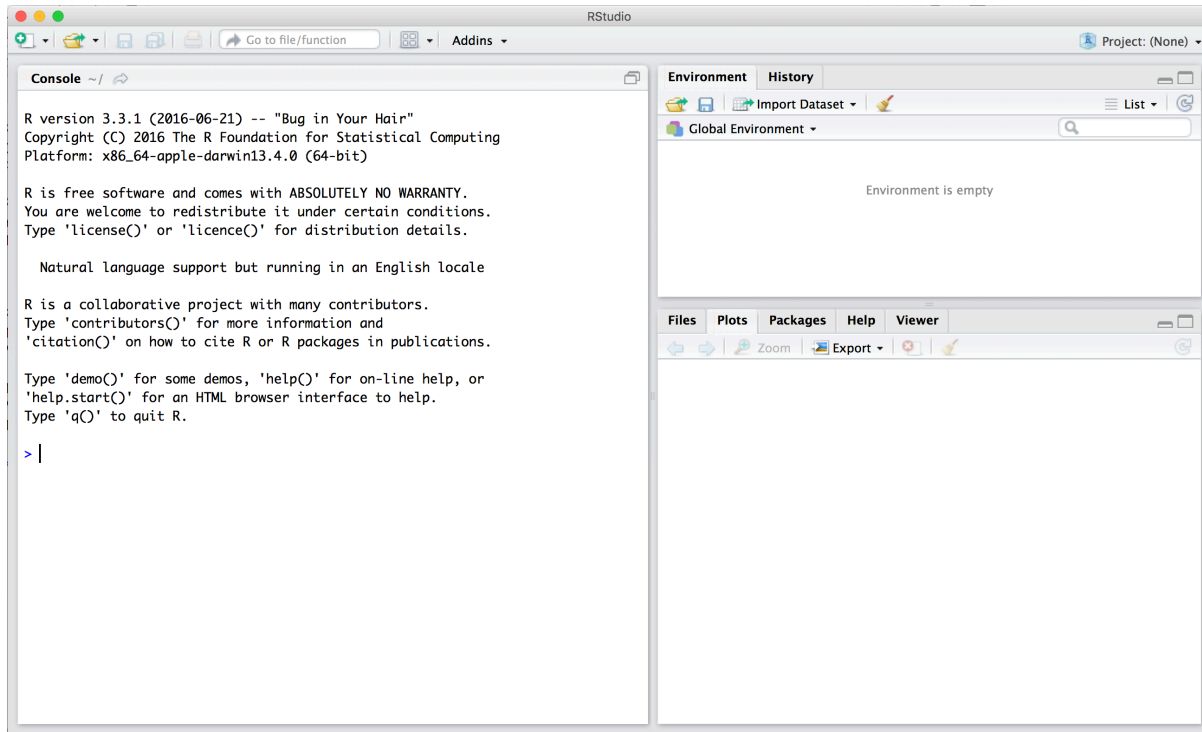 RStudio
Go to file/function
Addins
Project: (None)
Console ~/
R version 3.3.1 (2016-06-21) -- "Bug in Your Hair"
Copyright (C) 2016 The R Foundation for Statistical Computing
Platform: x86_64-apple-darwin13.4.0 (64-bit)
R is free software and comes with ABSOLUTELY NO WARRANTY.
You are welcome to redistribute it under certain conditions.
Type 'license()' or 'licence()' for distribution details.
Natural language support but running in an English locale
R is a collaborative project with many contributors.
Type 'contributors()' for more information and
'citation()' on how to cite R or R packages in publications.
Type 'demo()' for some demos, 'help()' for on-line help, or
'help.start()' for an HTML browser interface to help.
Type 'q()' to quit R.
>
Environment History
Import Dataset List
Global Environment
Environment is empty
Files Plots Packages Help Viewer
Zoom Export